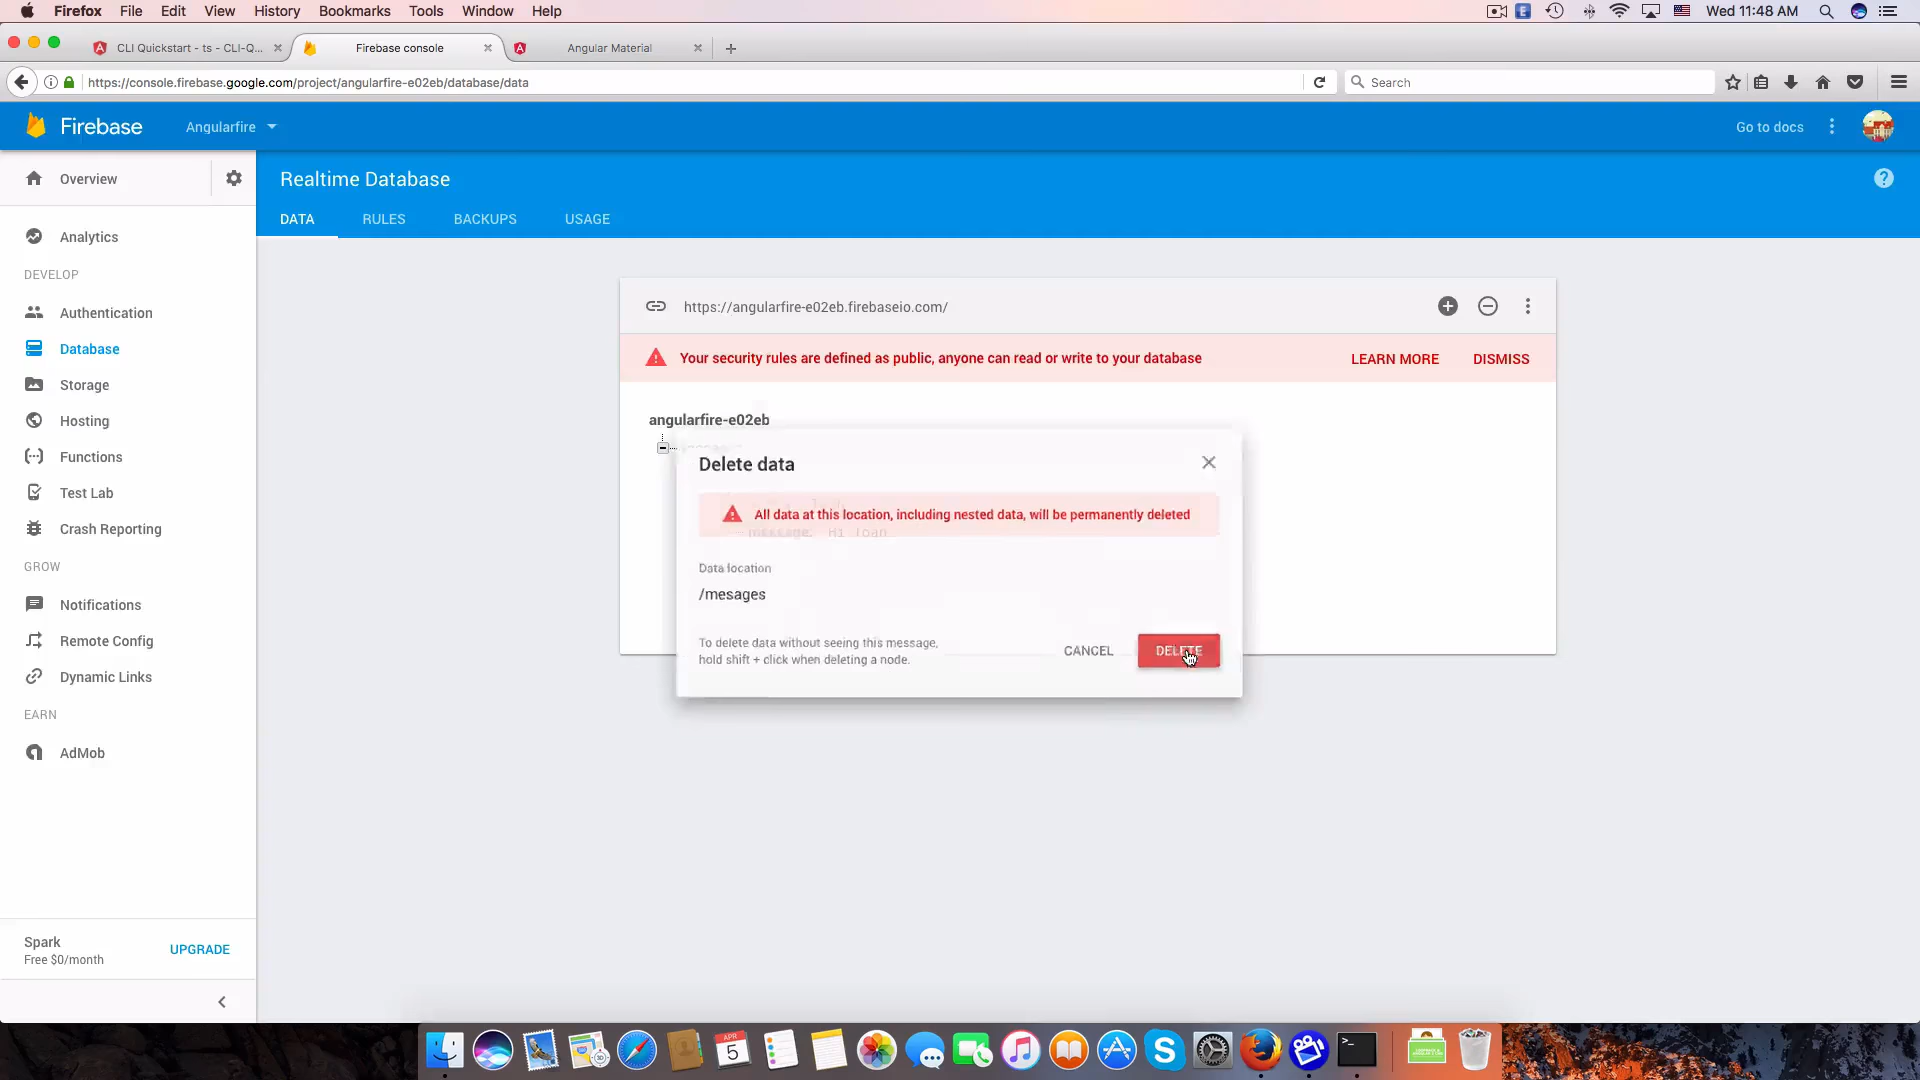 Firefox File Edit View History Bookmarks Tools Window Help Wed 11:48 AM
CLI Quickstart - ts - CLI-Q... Firebase console Angular Material
https://console.firebase.google.com/project/angularfire-e02eb/database/data Search
Firebase Angularfire Go to docs
Overview Realtime Database
DATA RULES BACKUPS USAGE
Analytics
DEVELOP
Authentication
Database
Storage
Hosting
Functions
Test Lab
Crash Reporting
GROW
Notifications
Remote Config
Dynamic Links
EARN
AdMob
Spark
Free $0/month
UPGRADE
https://angularfire-e02eb.firebaseio.com/
Your security rules are defined as public, anyone can read or write to your database LEARN MORE DISMISS
angularfire-e02eb
Delete data
All data at this location, including nested data, will be permanently deleted
message: Hi Ioan
Data location
/mesages
To delete data without seeing this message,
hold shift + click when deleting a node.
CANCEL DELETE
APR
5